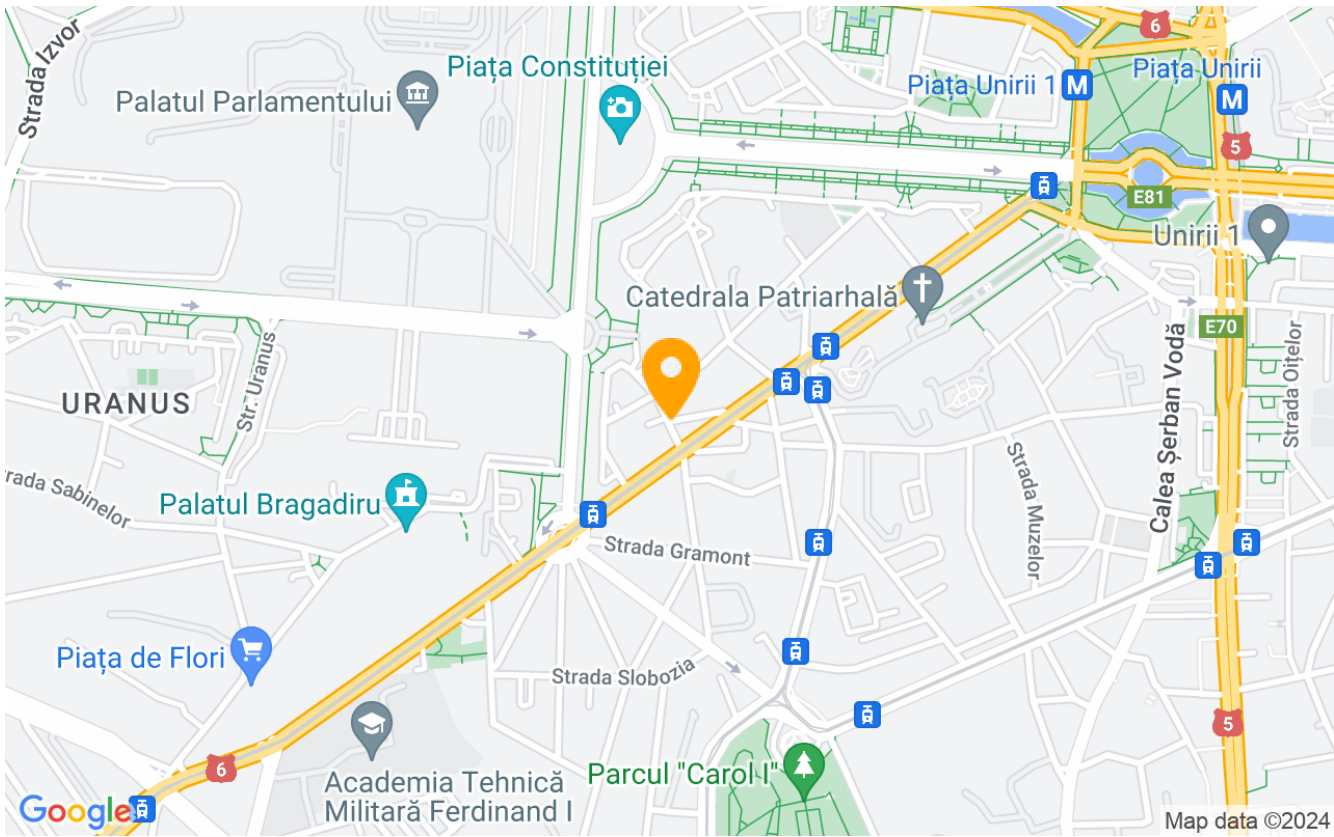 Strada Izvor
Piața Constituției
Palatul Parlamentului
6
Piața Unirii
Piața Unirii 1
M
M
5
E81
Unirii 1
Catedrala Patriarhală
E70
Calea Șerban Vodă
Strada Oițelor
URANUS
Str. Uranus
Strada Muzelor
trada Sabinelor
Palatul Bragadiru
Strada Gramont
Piața de Flori
Strada Slobozia
5
6
Academia Tehnică
Militară Ferdinand I
Parcul "Carol I"
Google
Map data ©2024